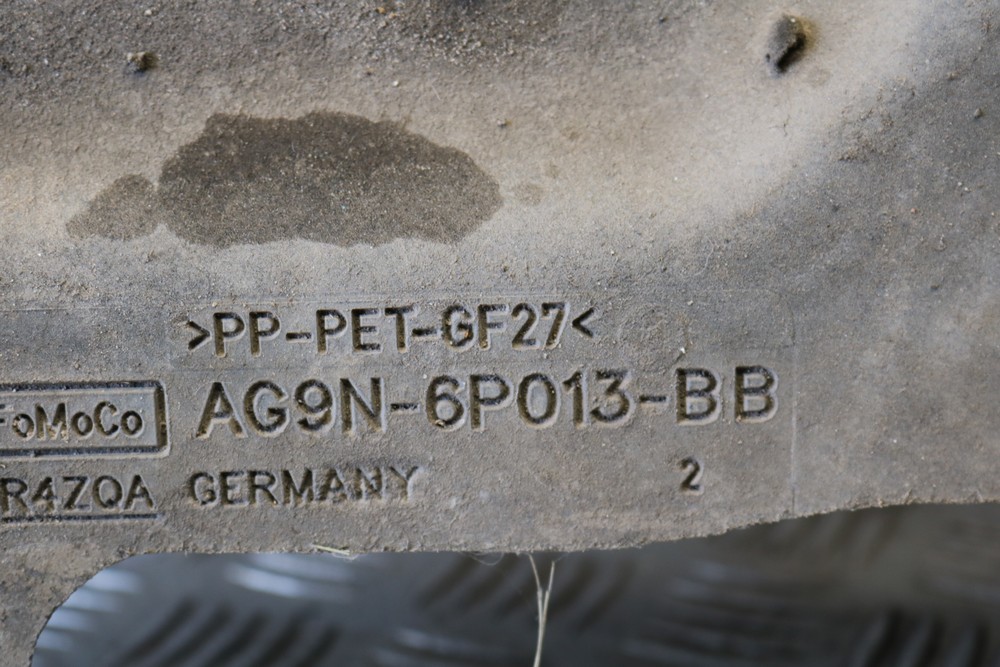 >PP-PET-GF27<
FoMoCo AG9N-6P013-BB
R4ZQA GERMANY 2